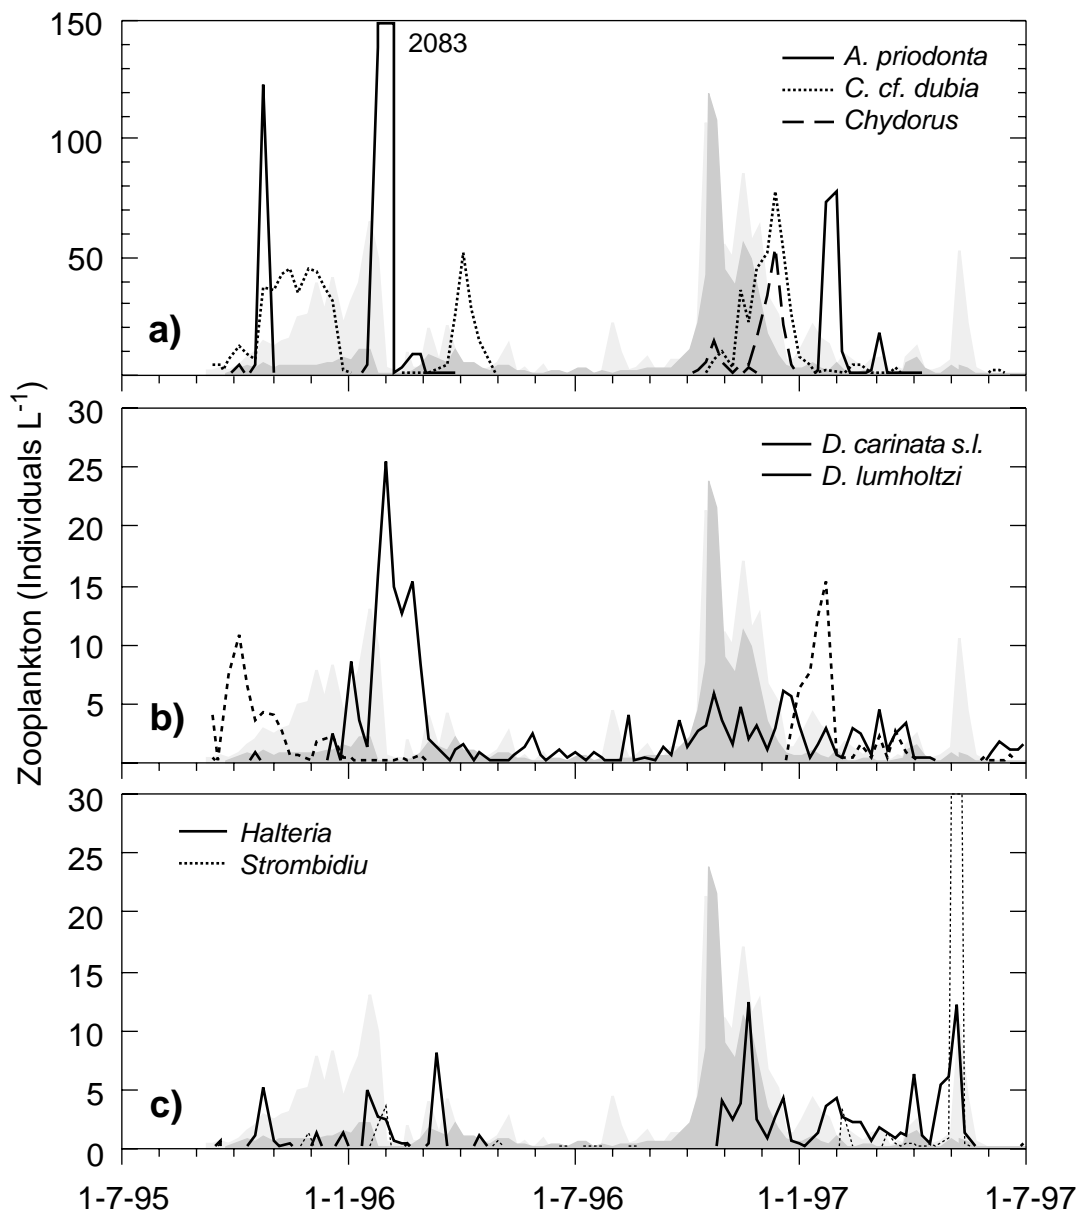 150
100
50
2083
A. priodonta
C. cf. dubia
Chydorus
a)
Zooplankton (Individuals L-1)
30
25
20
15
10
5
D. carinata s.l.
D. lumholtzi
b)
30
25
20
15
10
5
0
Halteria
Strombidiu
c)
1-7-95 1-1-96 1-7-96 1-1-97 1-7-97